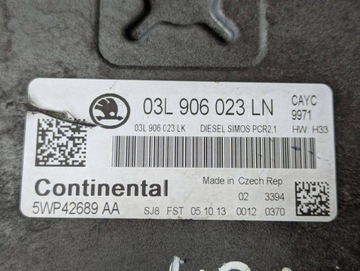 03L 906 023 LN CAYC
9971
03L 906 023 LK DIESEL SIMOS PCR2.1 HW: H33
Continental Made in Czech Rep
02 3394
5WP42689 AA SJ8 FST 05.10.13 0012 0370